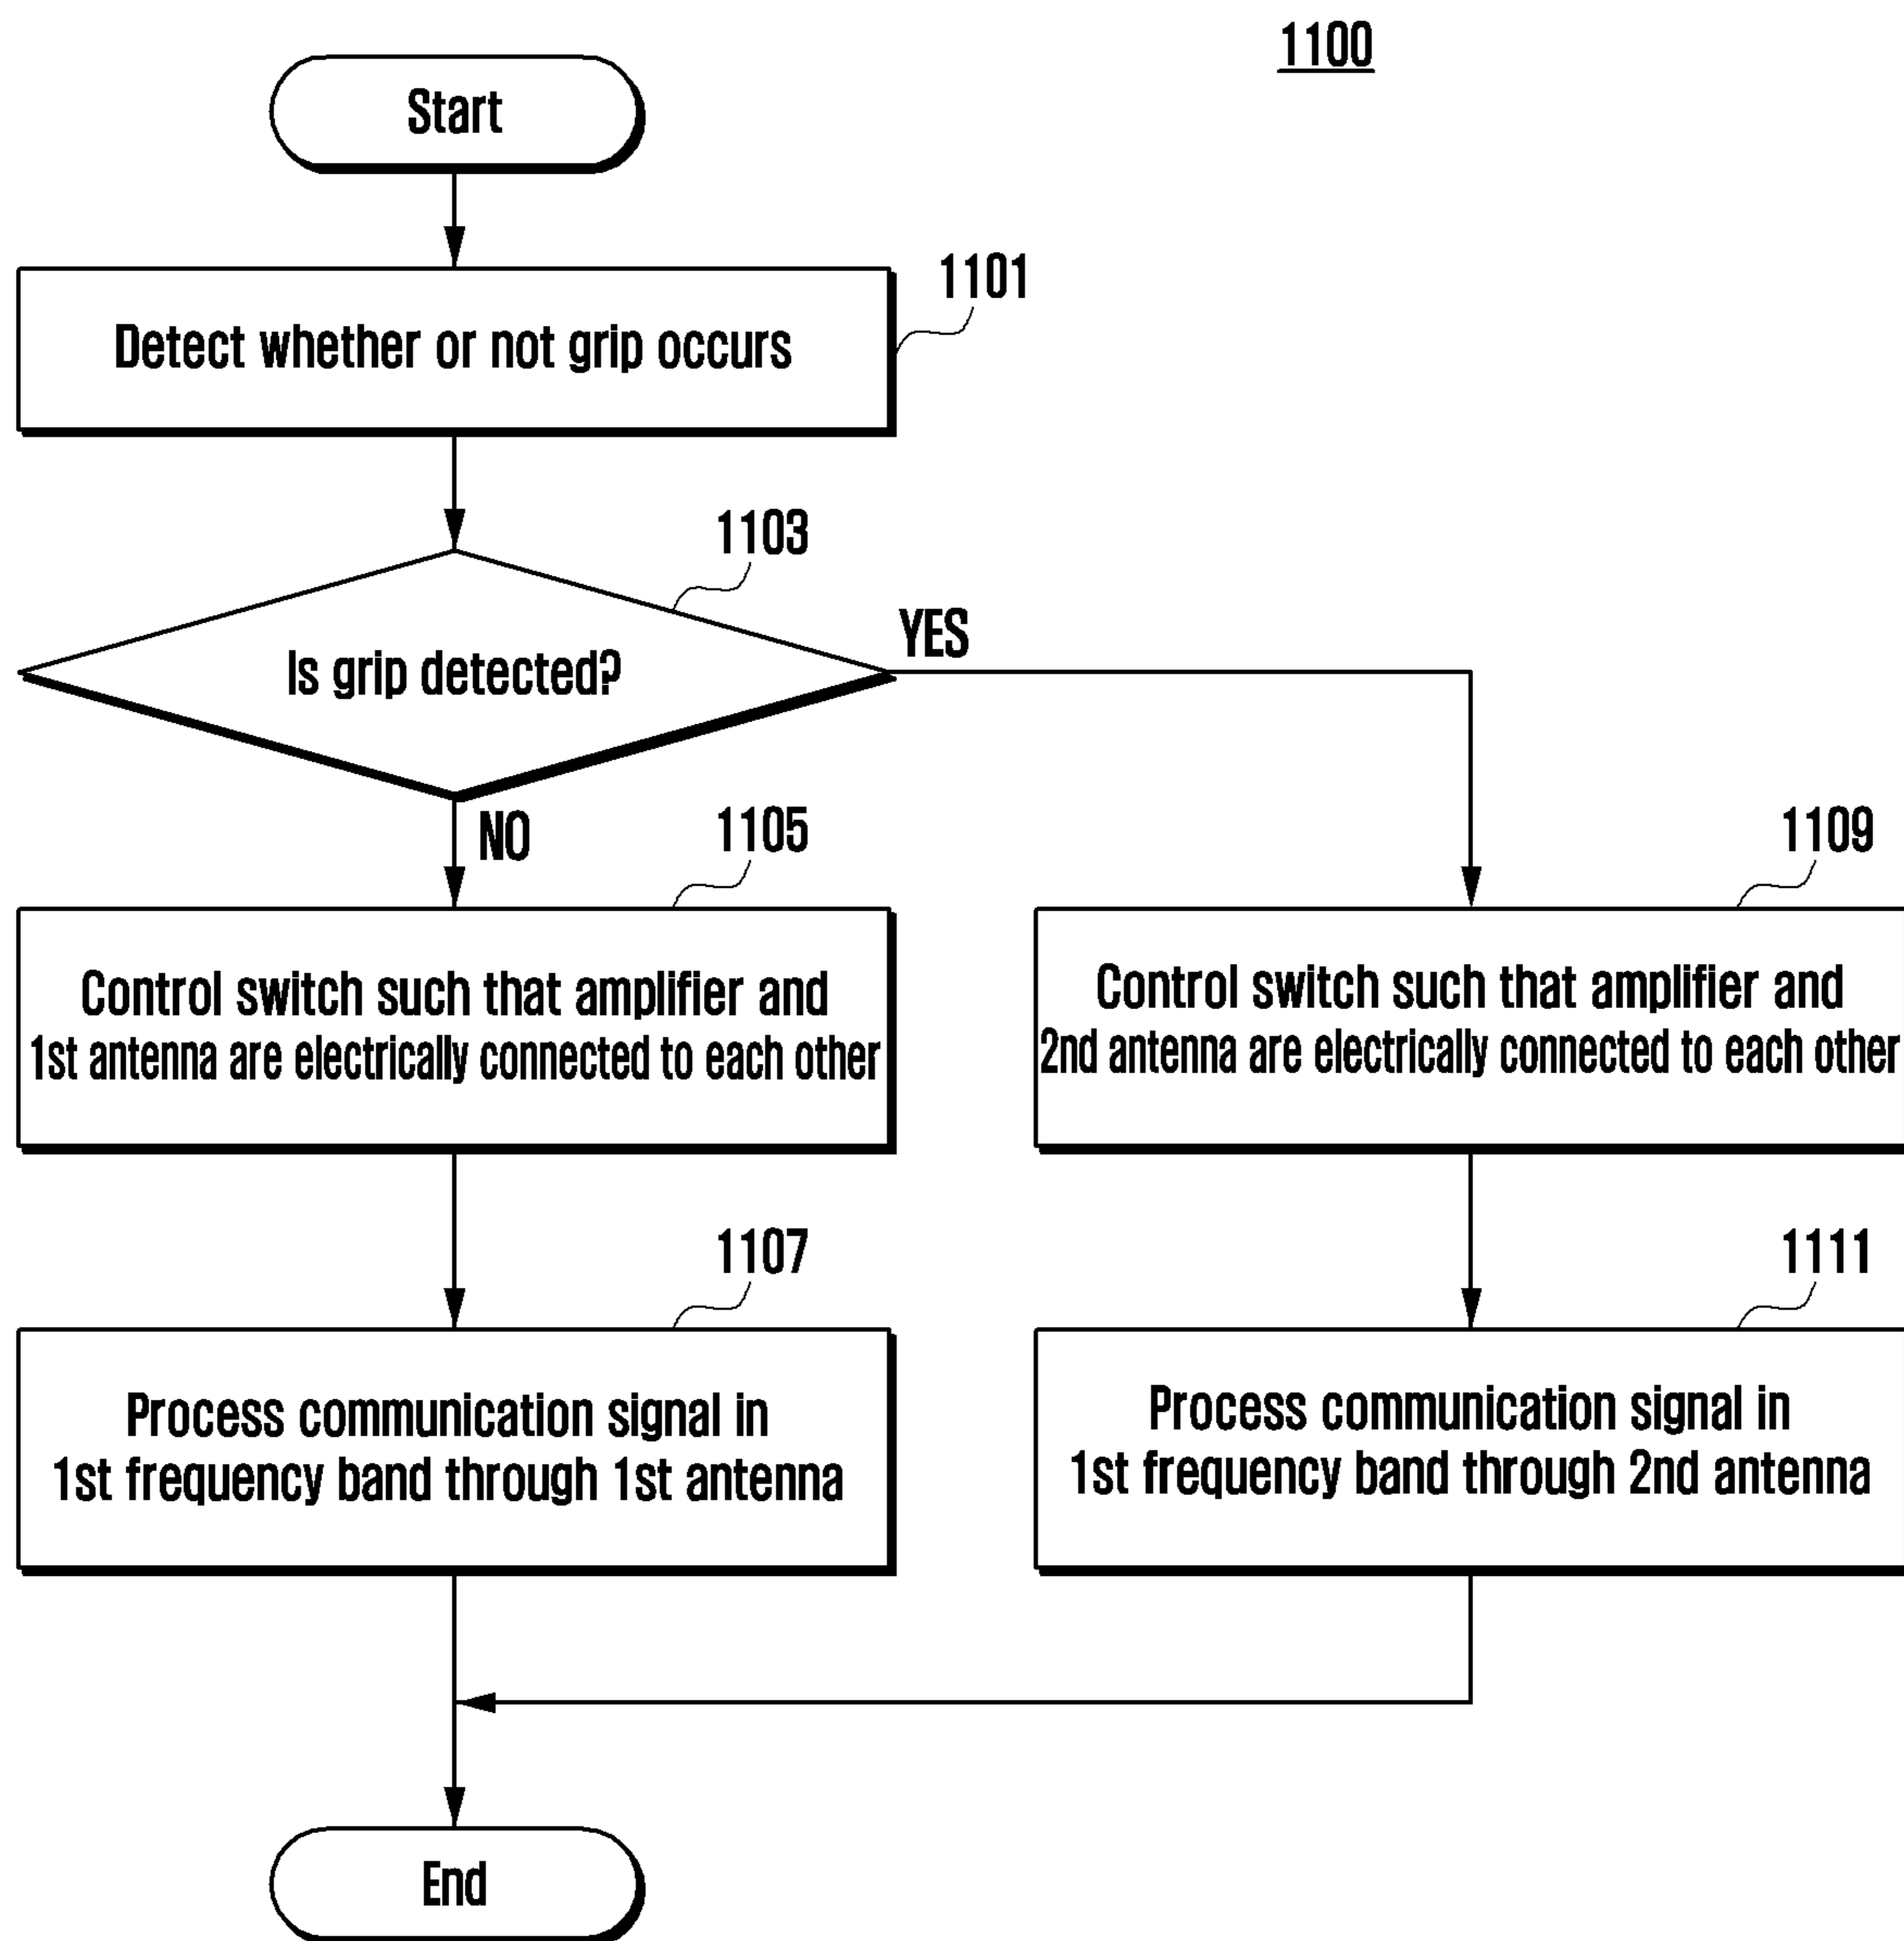 1100
Start
1101
Detect whether or not grip occurs
1103
Is grip detected?
YES
NO
1105
Control switch such that amplifier and
1st antenna are electrically connected to each other
1109
Control switch such that amplifier and
2nd antenna are electrically connected to each other
1107
Process communication signal in
1st frequency band through 1st antenna
1111
Process communication signal in
1st frequency band through 2nd antenna
End